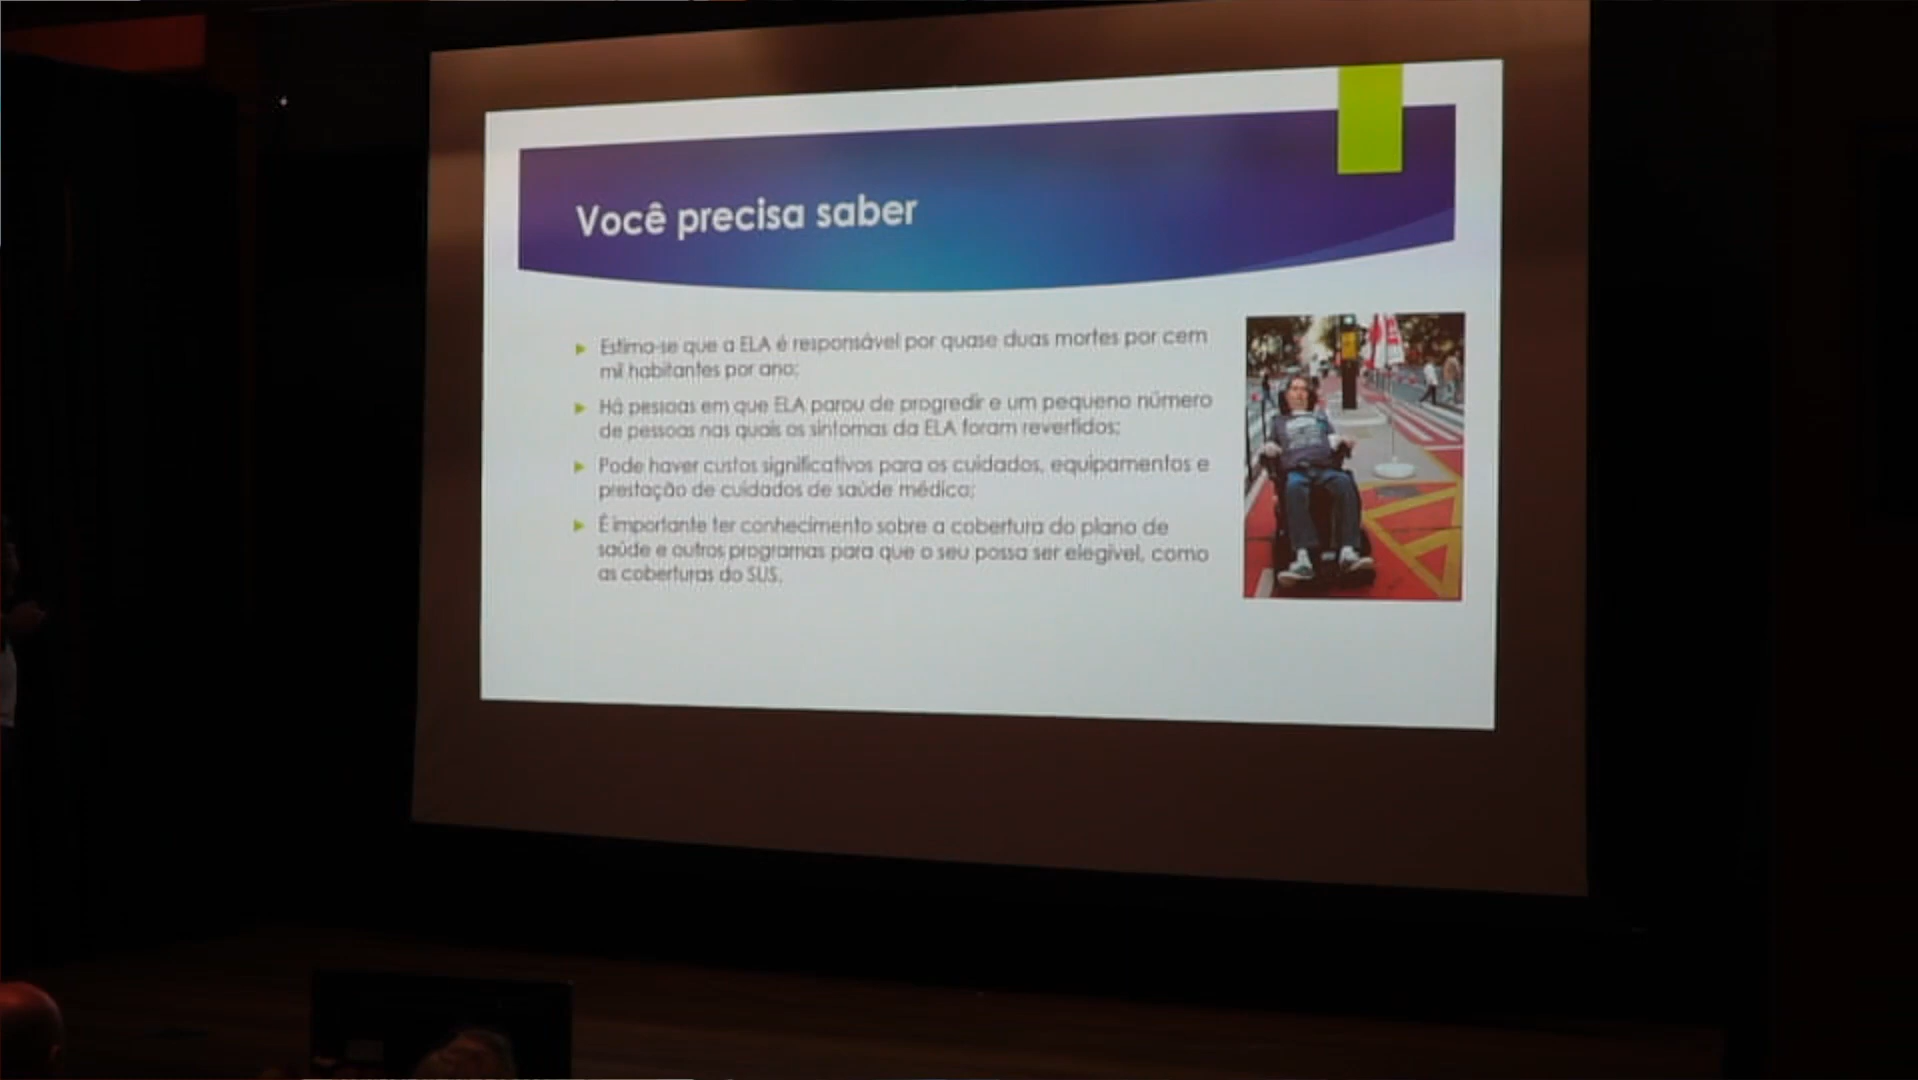 Você precisa saber
Estima-se que a ELA é responsável por quase duas mortes por cem
mil habitantes por ano;
Há pessoas em que ELA parou de progredir e um pequeno número
de pessoas nas quais os sintomas da ELA foram revertidos;
Pode haver custos significativos para os cuidados, equipamentos e
prestação de cuidados de saúde médica;
É importante ter conhecimento sobre a cobertura do plano de
saúde e outros programas para que o seu possa ser elegível, como
as coberturas do SUS.